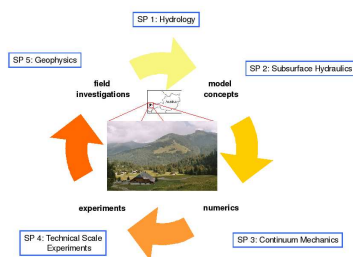 SP 1: Hydrology
SP 5: Geophysics
field
investigations
model
concepts
SP 2: Subsurface Hydraulics
experiments
numerics
SP 4: Technical Scale
Experiments
SP 3: Continuum Mechanics